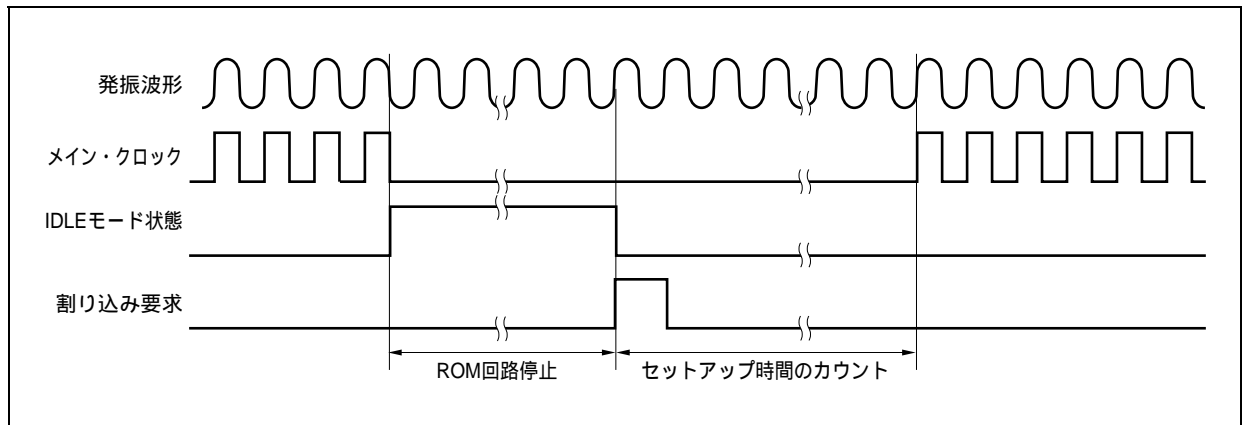 発振波形
メイン・クロック
IDLEモード状態
割り込み要求
ROM回路停止
セットアップ時間のカウント